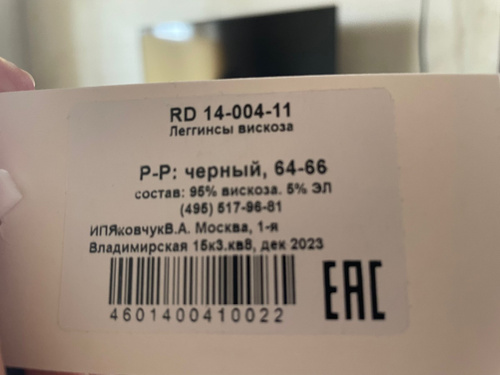 RD 14-004-11
Леггинсы вискоза
Р-Р: черный, 64-66
состав: 95% вискоза. 5% ЭЛ
(495) 517-96-81
ИПЯковчукВ.А. Москва, 1-я
Владимирская 15к3.кв8, дек 2023
4601400410022
EAC